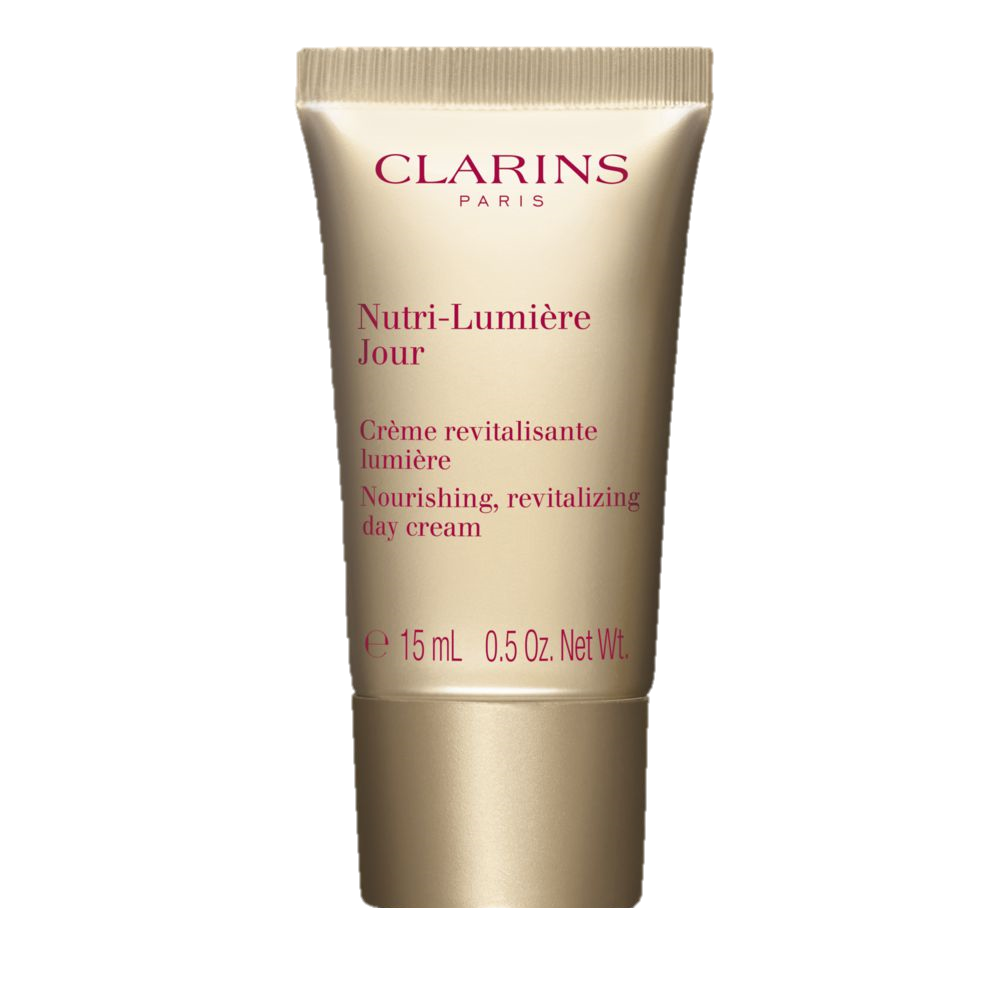 CLARINS
PARIS
Nutri-Lumière
Jour
Crème revitalisante
lumière
Nourishing, revitalizing
day cream
℮ 15 mL 0.5 Oz. Net Wt.